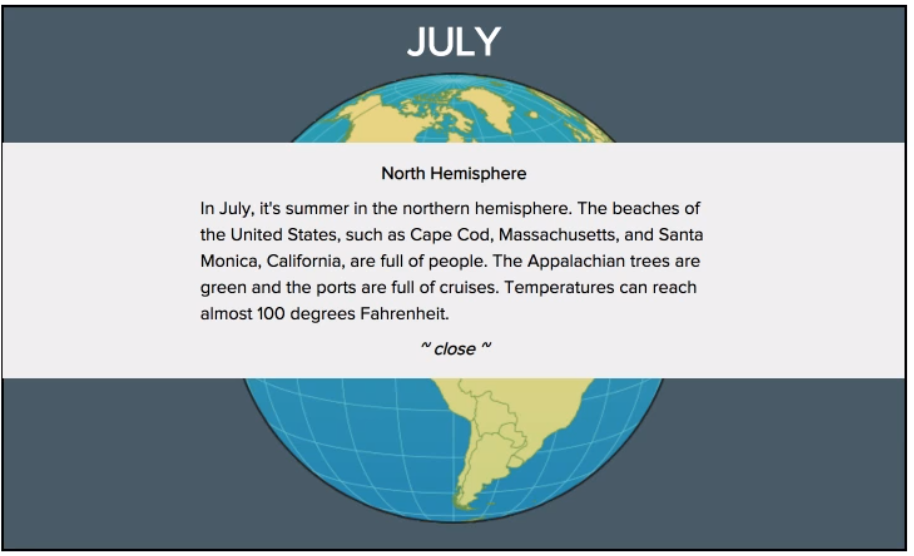 JULY
North Hemisphere
In July, it's summer in the northern hemisphere. The beaches of
the United States, such as Cape Cod, Massachusetts, and Santa
Monica, California, are full of people. The Appalachian trees are
green and the ports are full of cruises. Temperatures can reach
almost 100 degrees Fahrenheit.
~ close ~